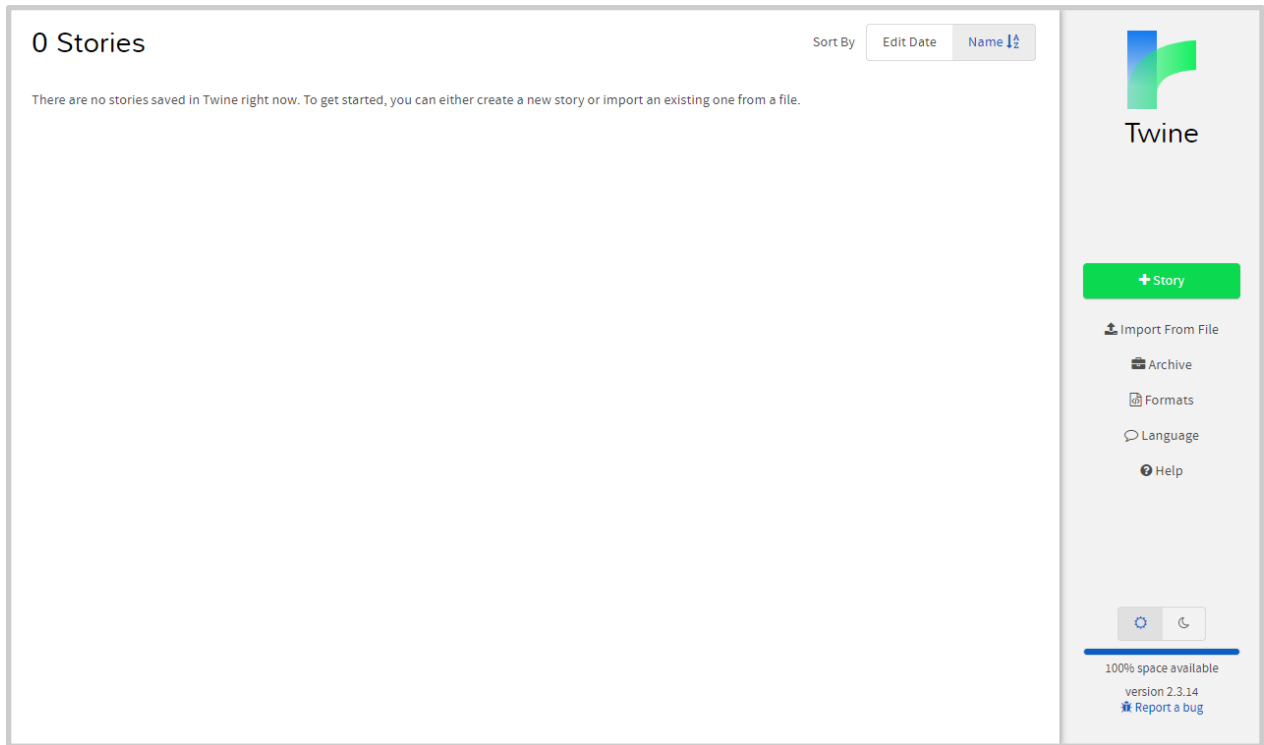 0 Stories
Sort By Edit Date Name
There are no stories saved in Twine right now. To get started, you can either create a new story or import an existing one from a file.
Twine
+ Story
Import From File
Archive
Formats
Language
Help
100% space available
version 2.3.14
Report a bug